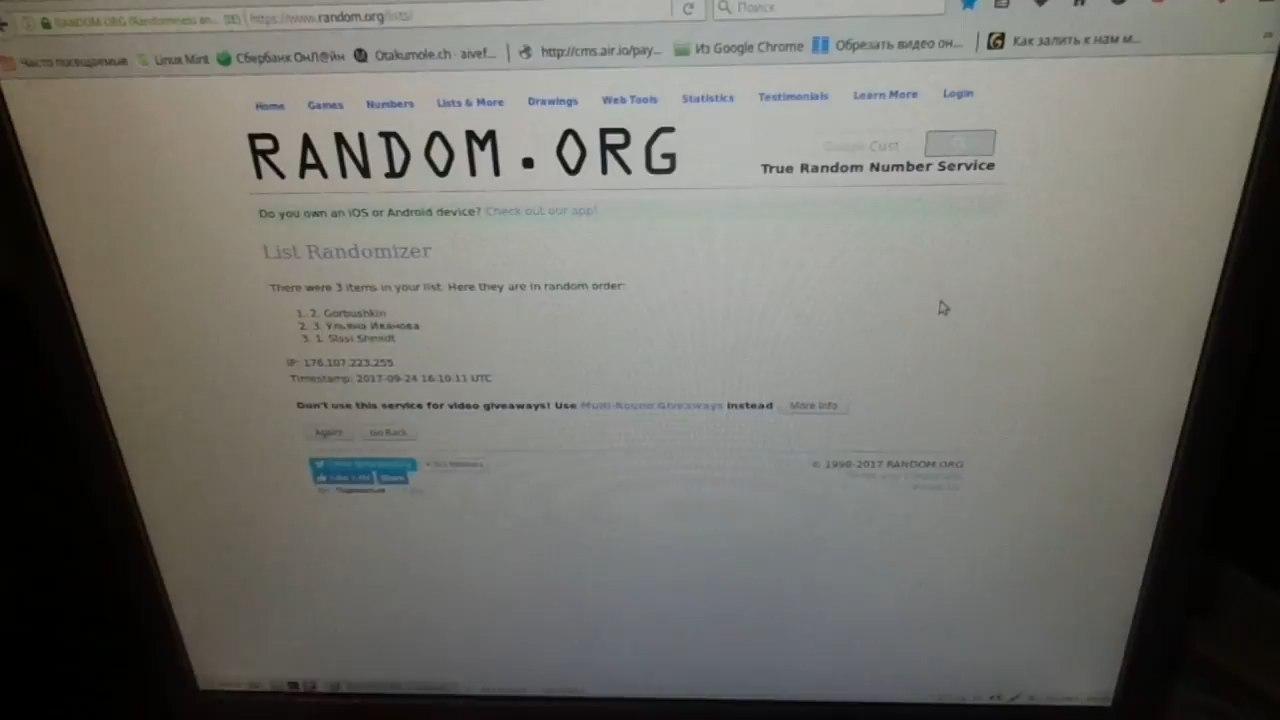 RANDOM.ORG https://www.random.org/lists/ Поиск
Часто посещаемые Linux Mint Сбербанк ОнЛ@йн Otakumole.ch - aivef... http://cms.air.io/pay... Из Google Chrome Обрезать видео он... Как залить к нам м...
Home Games Numbers Lists & More Drawings Web Tools Statistics Testimonials Learn More Login
RANDOM.ORG
Cust
True Random Number Service
Do you own an iOS or Android device? Check out our app!
List Randomizer
There were 3 items in your list. Here they are in random order:
1. 2. Gorbushkin
2. 3. Ульяна Иванова
3. 1.
IP: 176.107.223.255
Timestamp: 2017-09-24 16:10:11 UTC
Don't use this service for video giveaways! Use Multi-Round Giveaways instead More Info
Again Go Back
Share
© 1998-2017 RANDOM.ORG